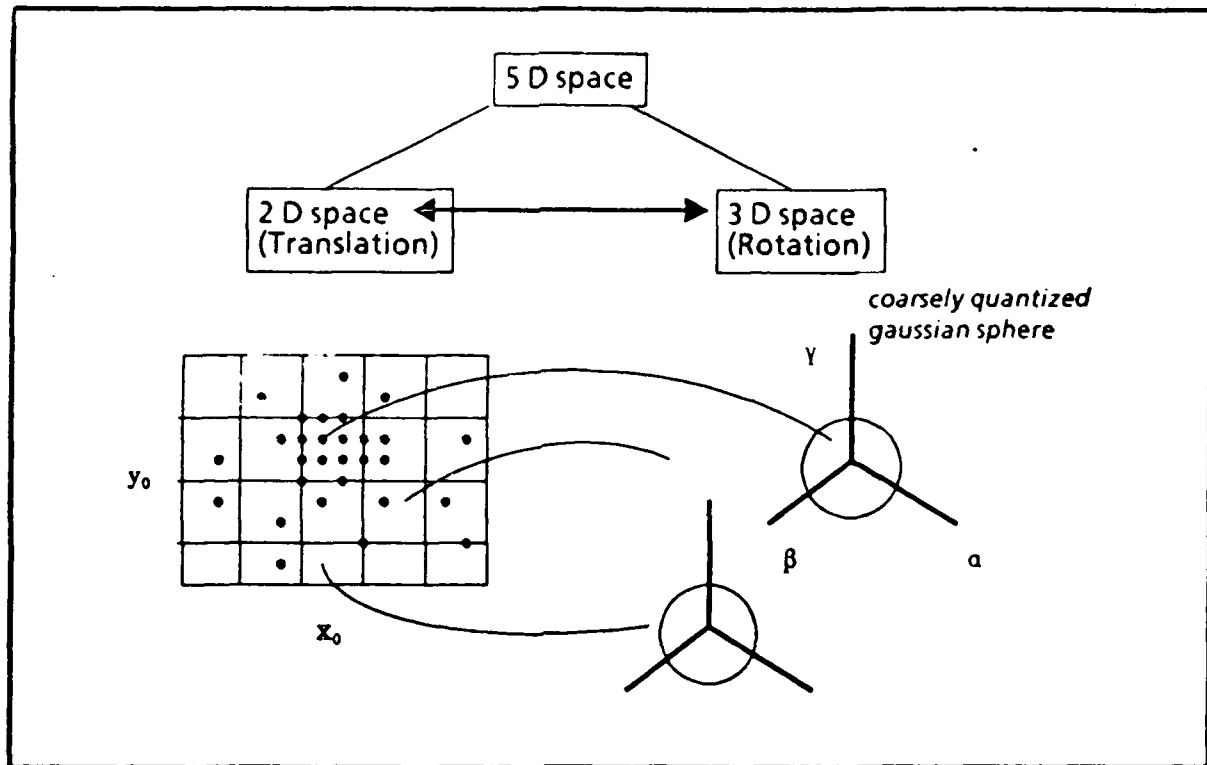 5 D space
2 D space
(Translation)
3 D space
(Rotation)
coarsely quantized
gaussian sphere
γ
y₀
β
α
x₀